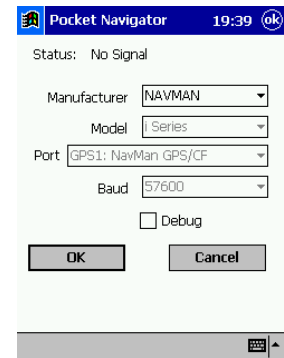 Pocket Navigator 19:39 ok
Status: No Signal
Manufacturer NAVMAN
Model i Series
Port GPS1: NavMan GPS/CF
Baud 57600
Debug
OK Cancel